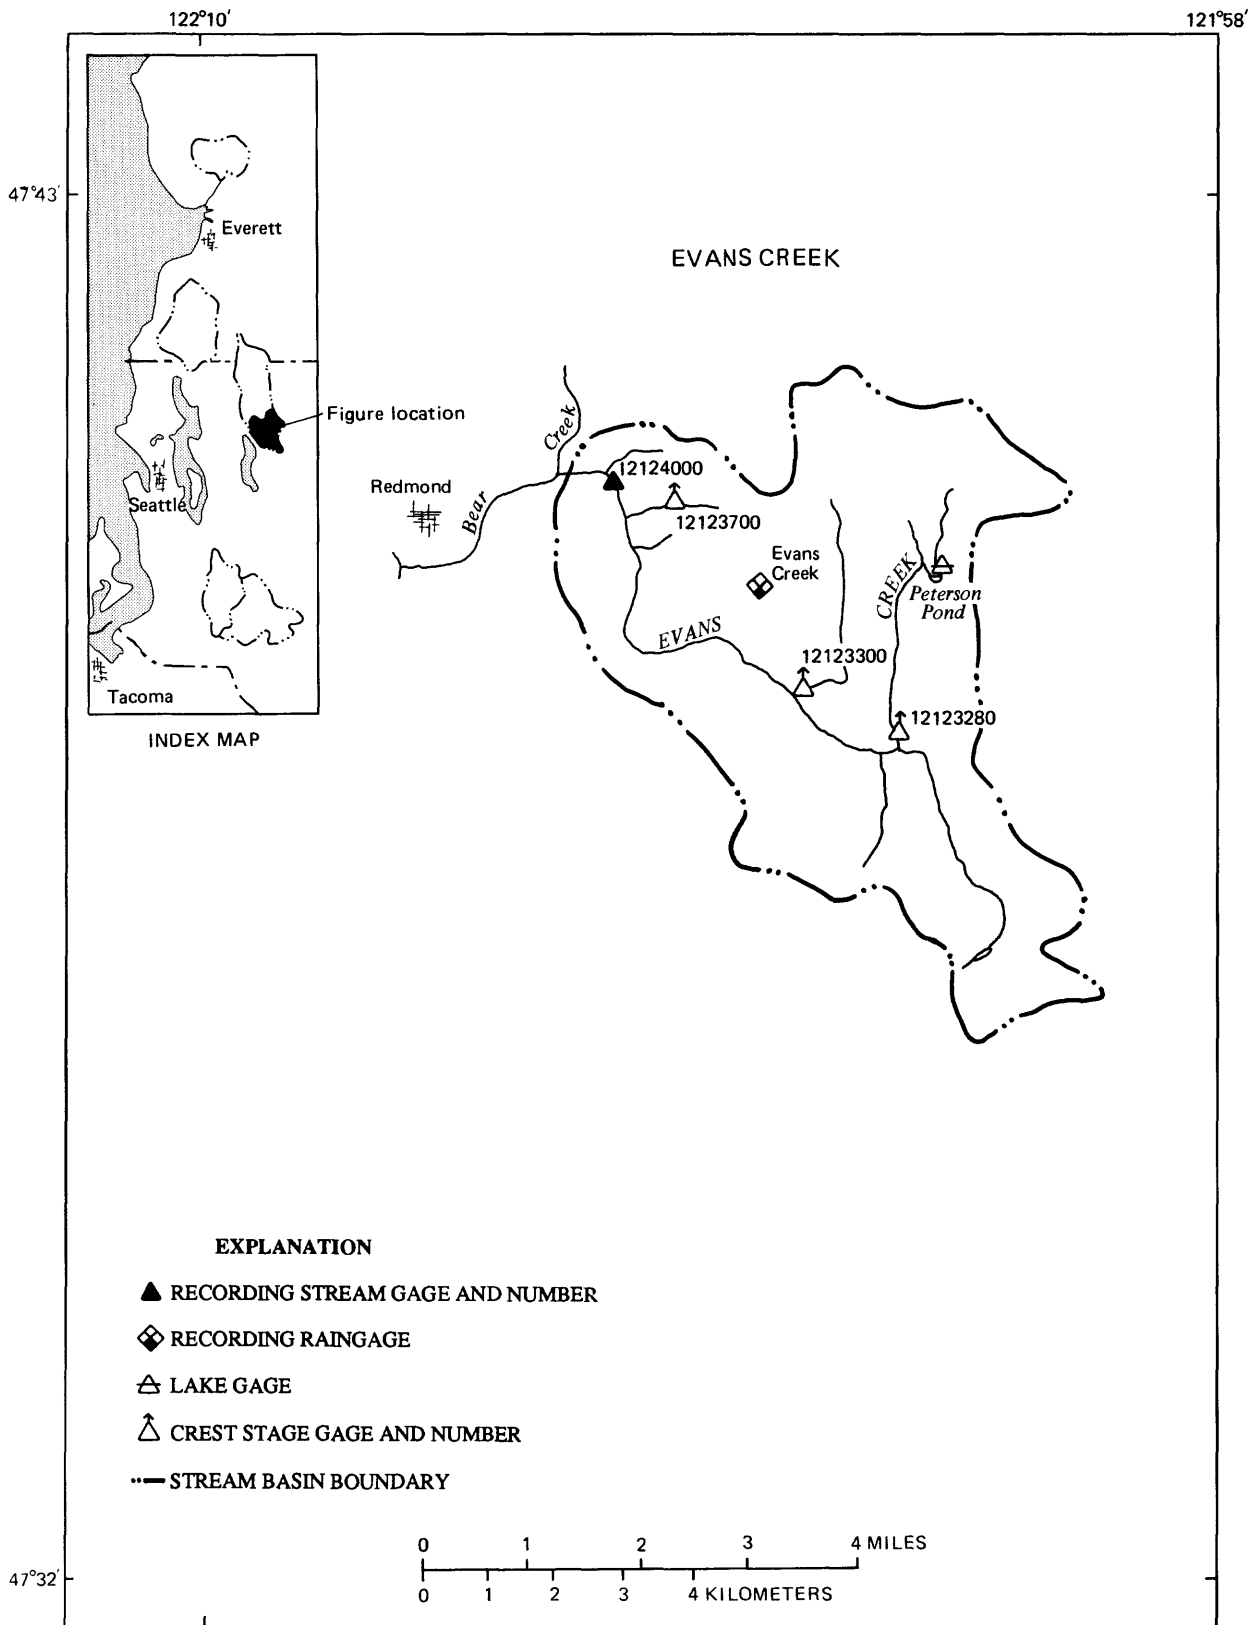 122°10'
121°58'
47°43'
Everett
EVANS CREEK
Figure location
Creek
12124000
Redmond
Bear
Seattle
12123700
Evans
Creek
CREEK
Peterson
Pond
EVANS
12123300
Tacoma
12123280
INDEX MAP
EXPLANATION
RECORDING STREAM GAGE AND NUMBER
RECORDING RAINGAGE
LAKE GAGE
CREST STAGE GAGE AND NUMBER
STREAM BASIN BOUNDARY
0 1 2 3 4 MILES
47°32'
0 1 2 3 4 KILOMETERS